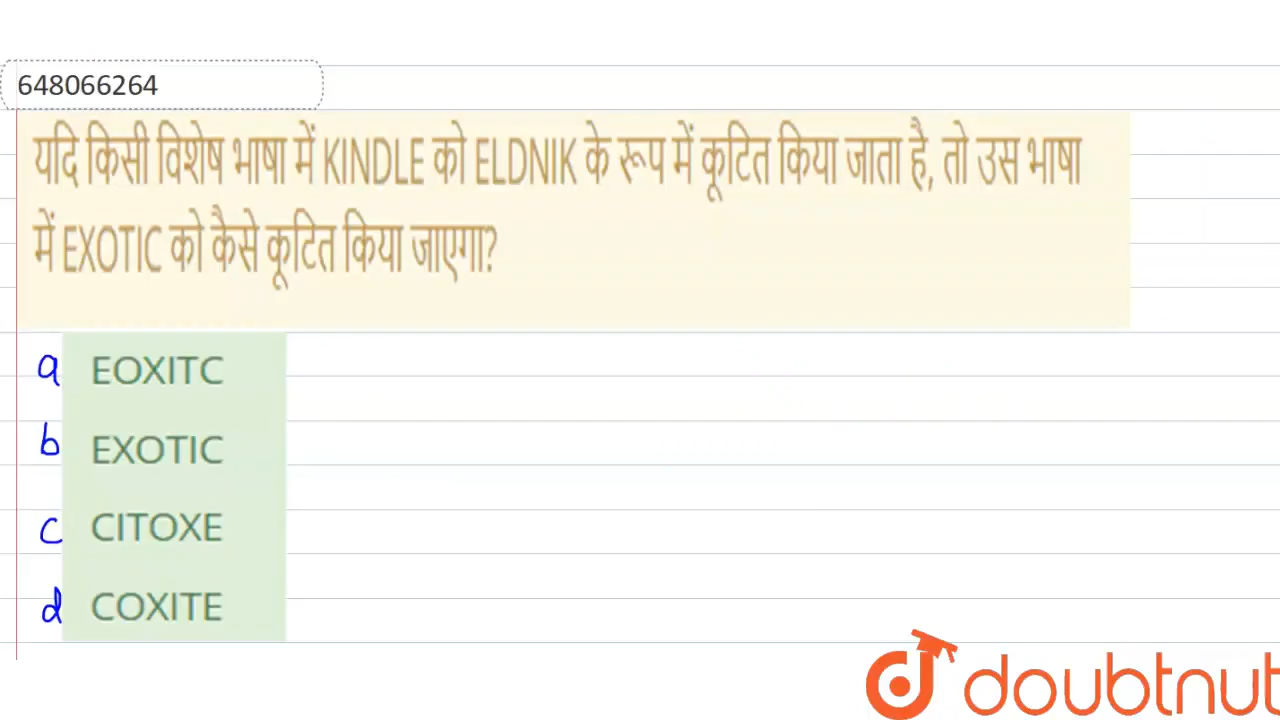 648066264
यदि किसी विशेष भाषा में KINDLE को ELDNIK के रूप में कूटित किया जाता है, तो उस भाषा
में EXOTIC को कैसे कूटित किया जाएगा?
a EOXITC
b EXOTIC
c CITOXE
d COXITE
doubtnut